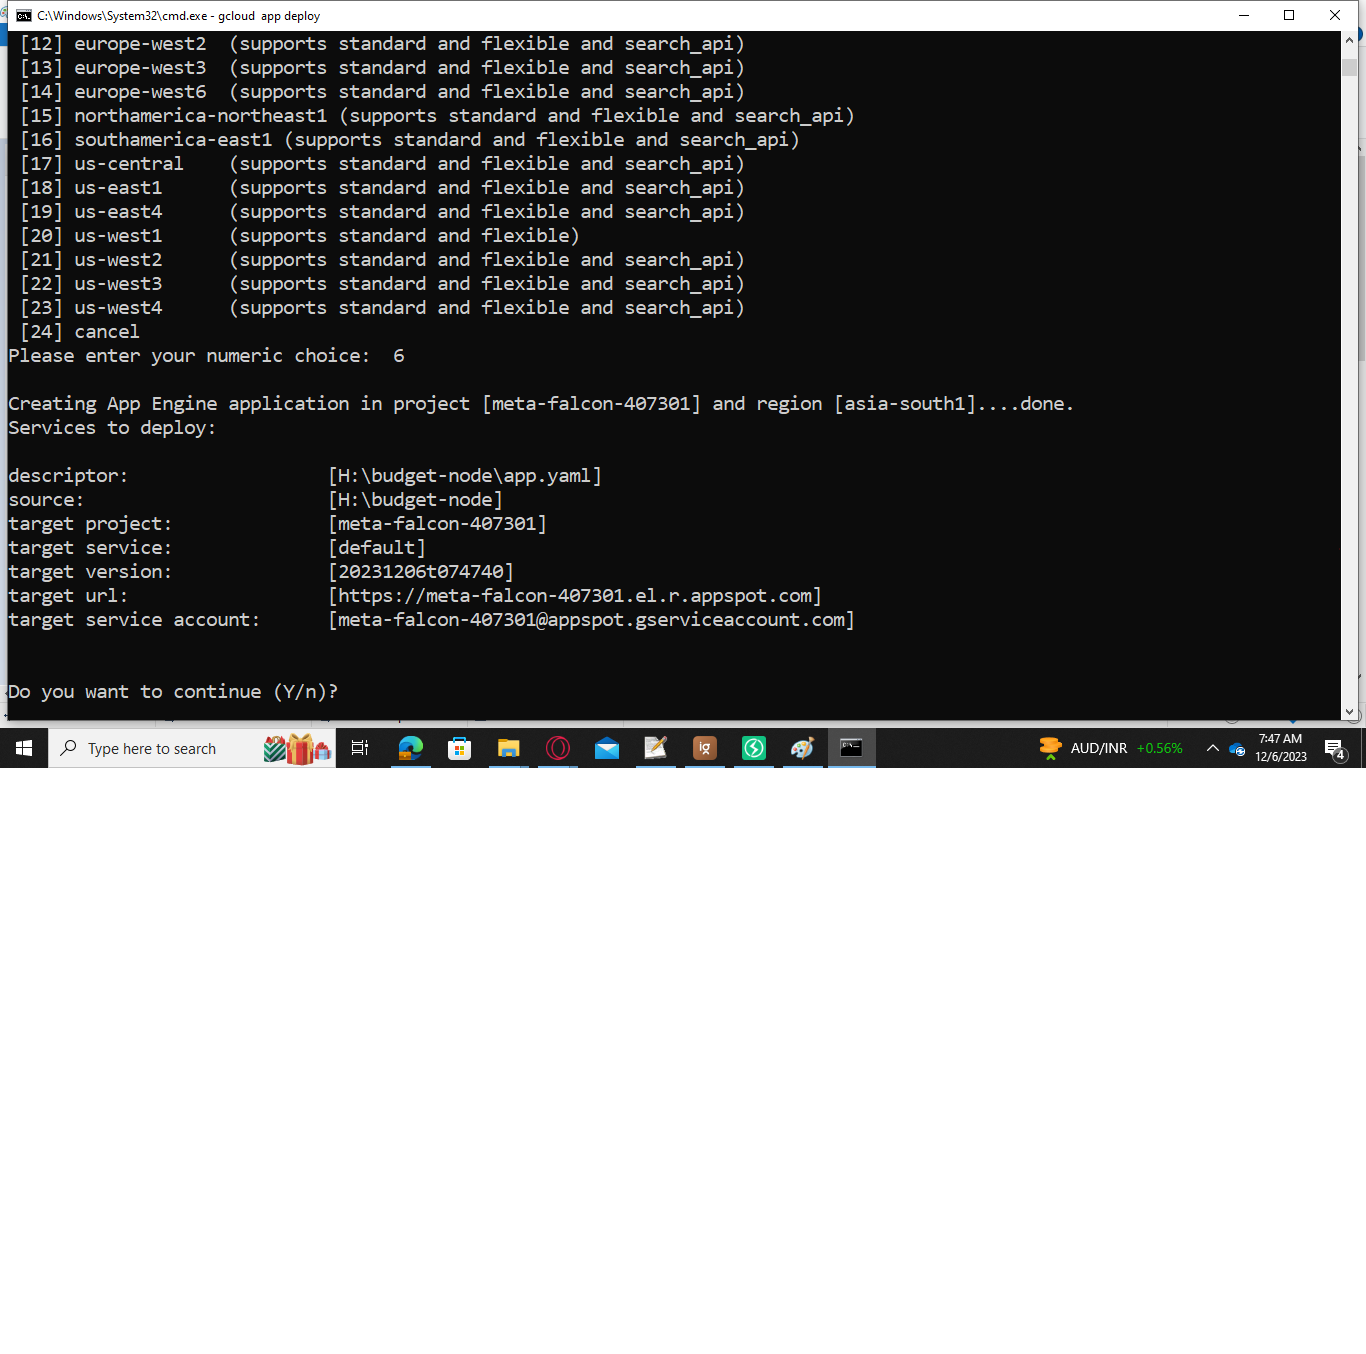 C:\Windows\System32\cmd.exe - gcloud  app deploy
[12] europe-west2  (supports standard and flexible and search_api)
[13] europe-west3  (supports standard and flexible and search_api)
[14] europe-west6  (supports standard and flexible and search_api)
[15] northamerica-northeast1 (supports standard and flexible and search_api)
[16] southamerica-east1 (supports standard and flexible and search_api)
[17] us-central    (supports standard and flexible and search_api)
[18] us-east1      (supports standard and flexible and search_api)
[19] us-east4      (supports standard and flexible and search_api)
[20] us-west1      (supports standard and flexible)
[21] us-west2      (supports standard and flexible and search_api)
[22] us-west3      (supports standard and flexible and search_api)
[23] us-west4      (supports standard and flexible and search_api)
[24] cancel
Please enter your numeric choice:  6
Creating App Engine application in project [meta-falcon-407301] and region [asia-south1]....done.
Services to deploy:
descriptor:                  [H:\budget-node\app.yaml]
source:                      [H:\budget-node]
target project:              [meta-falcon-407301]
target service:              [default]
target version:              [20231206t074740]
target url:                  [https://meta-falcon-407301.el.r.appspot.com]
target service account:      [meta-falcon-407301@appspot.gserviceaccount.com]
Do you want to continue (Y/n)?
Type here to search
ig
AUD/INR +0.56%
7:47 AM
12/6/2023
4